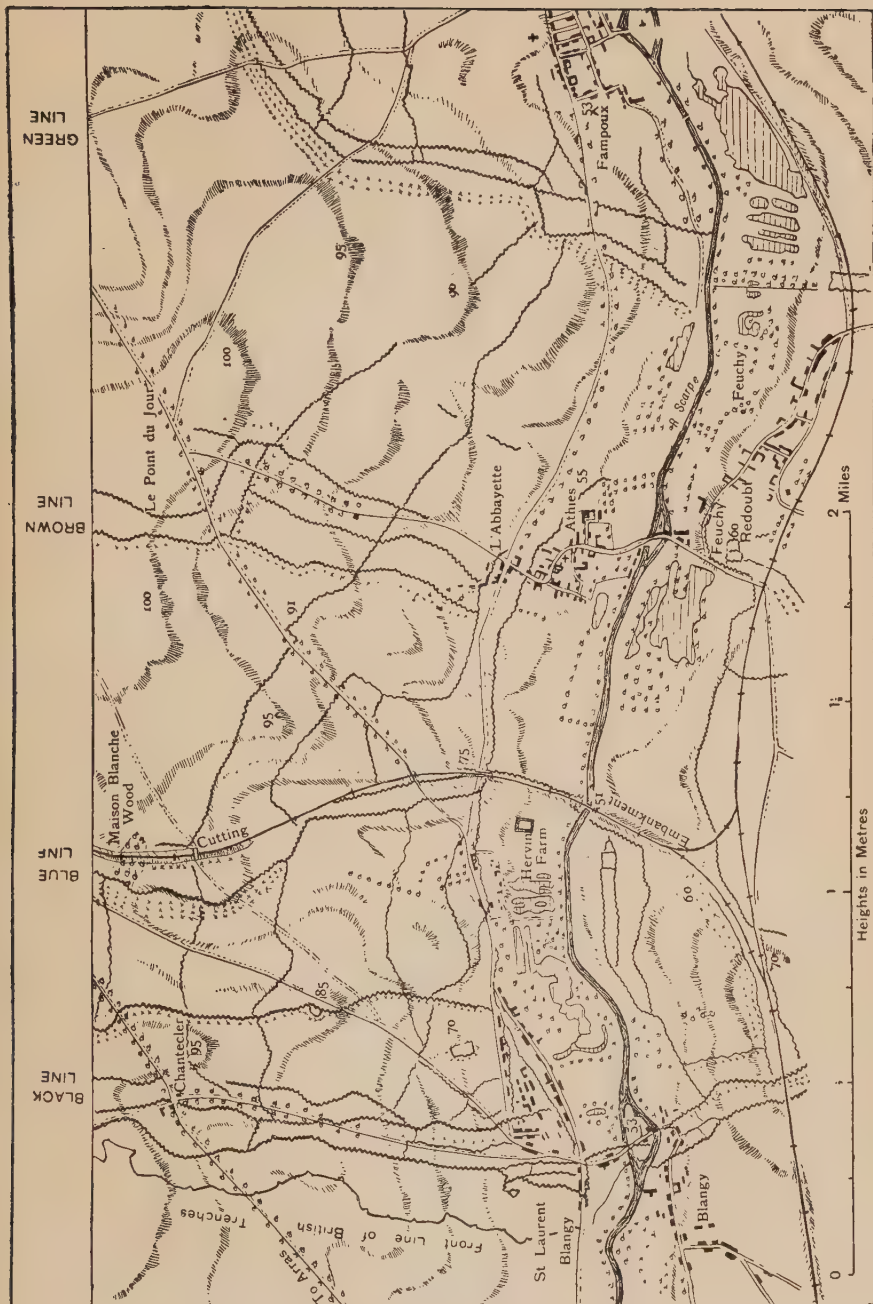 GREEN
LINE
BROWN
LINE
BLUE
LINE
BLACK
LINE
Le Point du Jour
100
95
90
100
91
Maison Blanche
Wood
95
Cutting
Chantecler
95
85
70
75
To
Arras
Front Line of
British
Trenches
53
Fampoux
L'Abbayette
Athies 55
R Scarpe
Feuchy
Feuchy
Redoubt
60
Hervin
Farm
51
Embankment
60
70
St Laurent
Blangy
53
Blangy
0
1
1½
2 Miles
Heights in Metres